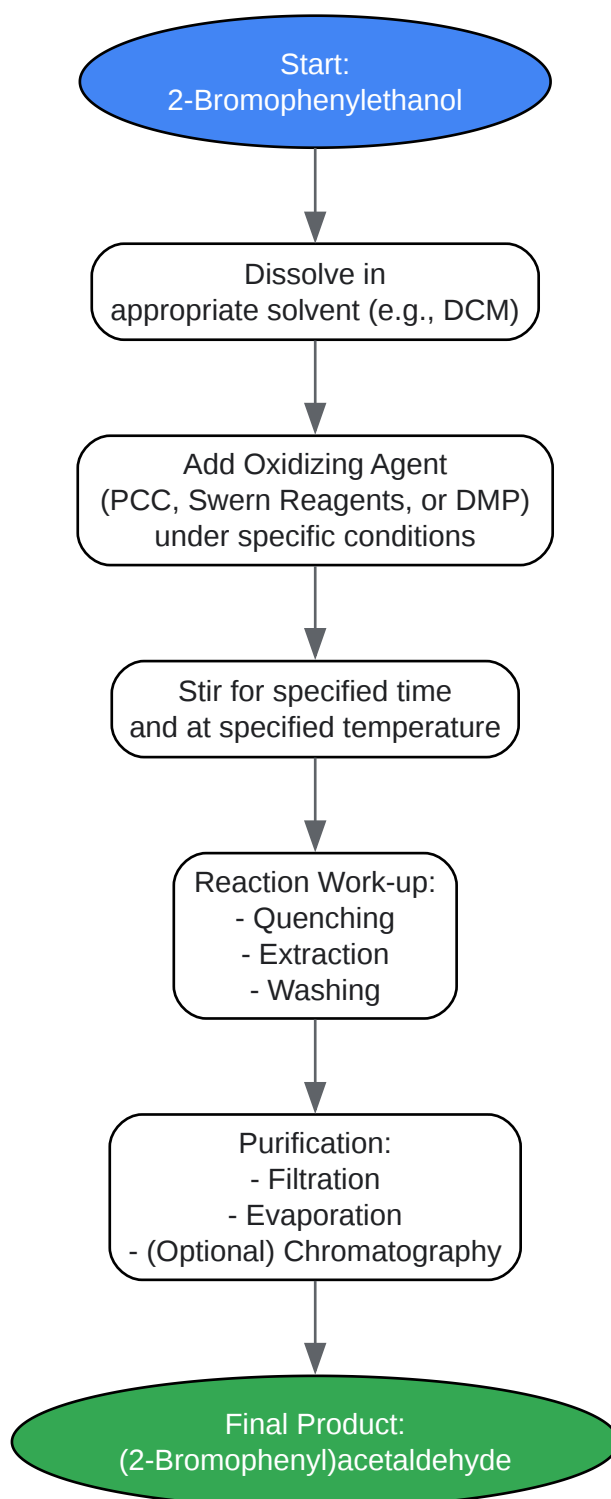 Start:
2-Bromophenylethanol
Dissolve in
appropriate solvent (e.g., DCM)
Add Oxidizing Agent
(PCC, Swern Reagents, or DMP)
under specific conditions
Stir for specified time
and at specified temperature
Reaction Work-up:
- Quenching
- Extraction
- Washing
Purification:
- Filtration
- Evaporation
- (Optional) Chromatography
Final Product:
(2-Bromophenyl)acetaldehyde